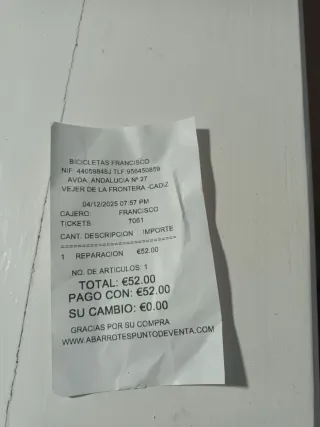 BICICLETAS FRANCISCO
NIF: 44058848J TLF 956450859
AVDA. ANDALUCIA Nº 27
VEJER DE LA FRONTERA -CADIZ
04/12/2025 07:57 PM
CAJERO: FRANCISCO
TICKETS: 7061
CANT. DESCRIPCION IMPORTE
==============================
1 REPARACION €52.00
NO. DE ARTICULOS: 1
TOTAL: €52.00
PAGO CON: €52.00
SU CAMBIO: €0.00
GRACIAS POR SU COMPRA
WWW.ABARROTESPUNTODEVENTA.COM